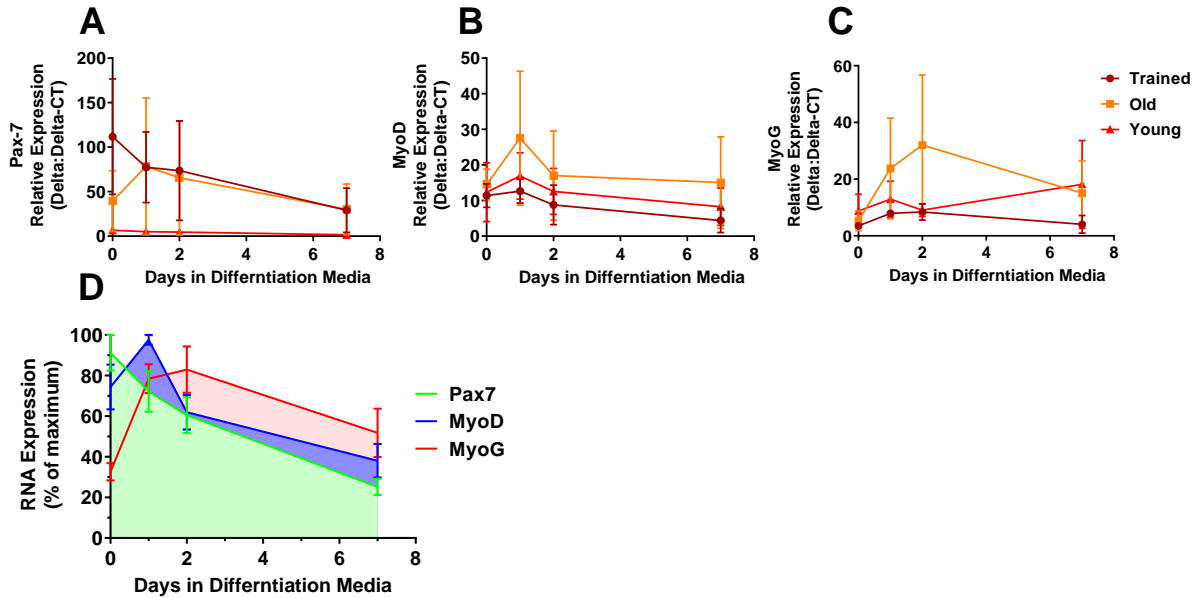 A
B
C
Pax-7
Relative Expression
(Delta:Delta-CT)
200
150
100
50
0
0 2 4 6 8
Days in Differntiation Media
MyoD
Relative Expression
(Delta:Delta-CT)
50
40
30
20
10
0
0 2 4 6 8
Days in Differntiation Media
MyoG
Relative Expression
(Delta:Delta-CT)
60
40
20
0
0 2 4 6 8
Days in Differntiation Media
Trained
Old
Young
D
RNA Expression
(% of maximum)
100
80
60
40
20
0
0 2 4 6 8
Days in Differntiation Media
Pax7
MyoD
MyoG